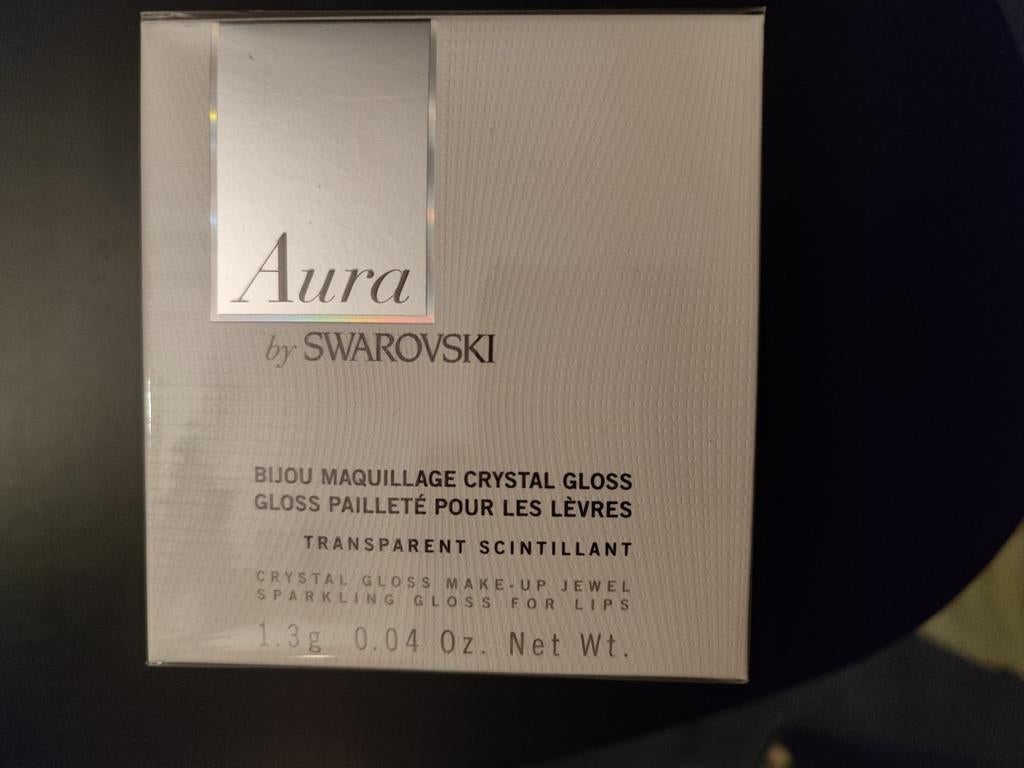 Aura
by SWAROVSKI
BIJOU MAQUILLAGE CRYSTAL GLOSS
GLOSS PAILLETÉ POUR LES LÈVRES
TRANSPARENT SCINTILLANT
CRYSTAL GLOSS MAKE-UP JEWEL
SPARKLING GLOSS FOR LIPS
1.3g 0.04 Oz. Net Wt.